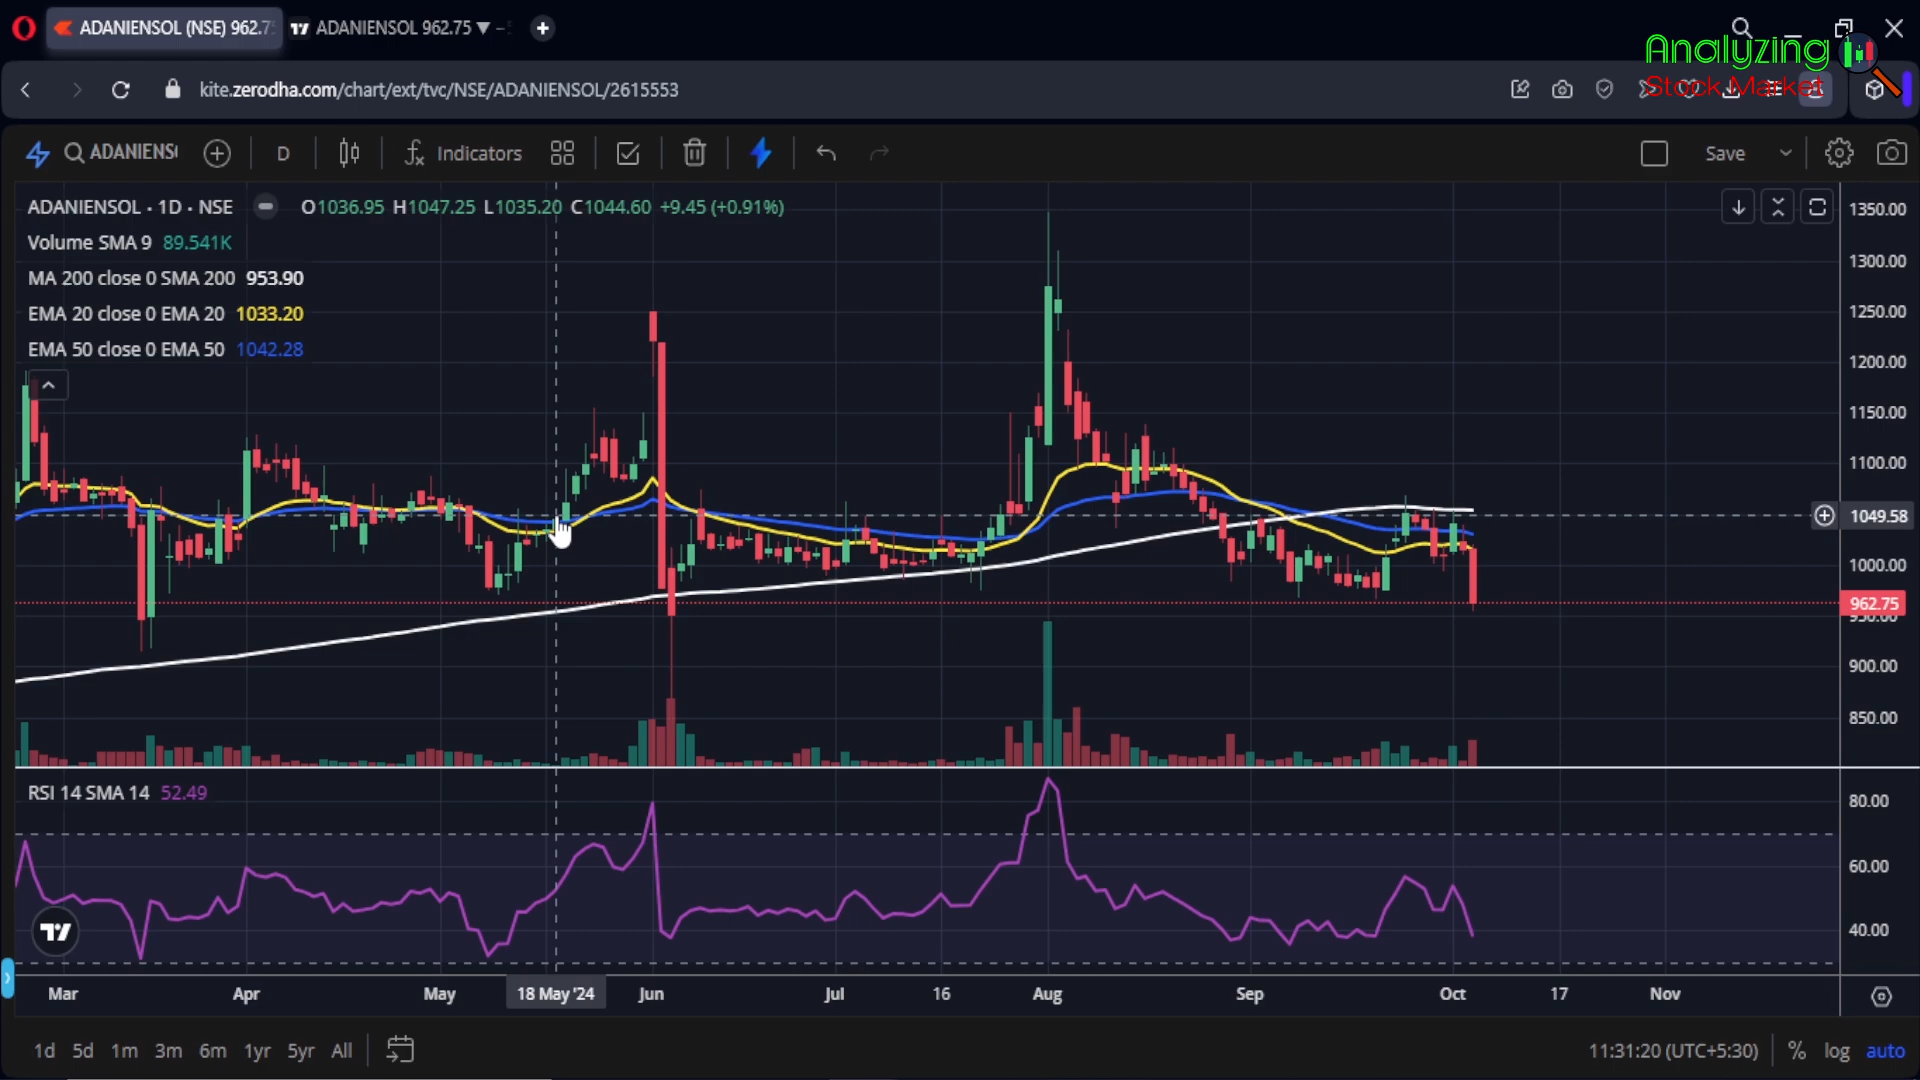 ADANIENSOL (NSE) 962.7
ADANIENSOL 962.75 ▼ −
Analyzing
Stock Market
kite.zerodha.com/chart/ext/tvc/NSE/ADANIENSOL/2615553
ADANIENS
D
Indicators
Save
ADANIENSOL · 1D · NSE
O1036.95 H1047.25 L1035.20 C1044.60 +9.45 (+0.91%)
Volume SMA 9 89.541K
MA 200 close 0 SMA 200 953.90
EMA 20 close 0 EMA 20 1033.20
EMA 50 close 0 EMA 50 1042.28
1350.00
1300.00
1250.00
1200.00
1150.00
1100.00
1049.58
1000.00
962.75
950.00
900.00
850.00
RSI 14 SMA 14 52.49
80.00
60.00
40.00
Mar Apr May 18 May '24 Jun Jul 16 Aug Sep Oct 17 Nov
1d 5d 1m 3m 6m 1yr 5yr All
11:31:20 (UTC+5:30) % log auto